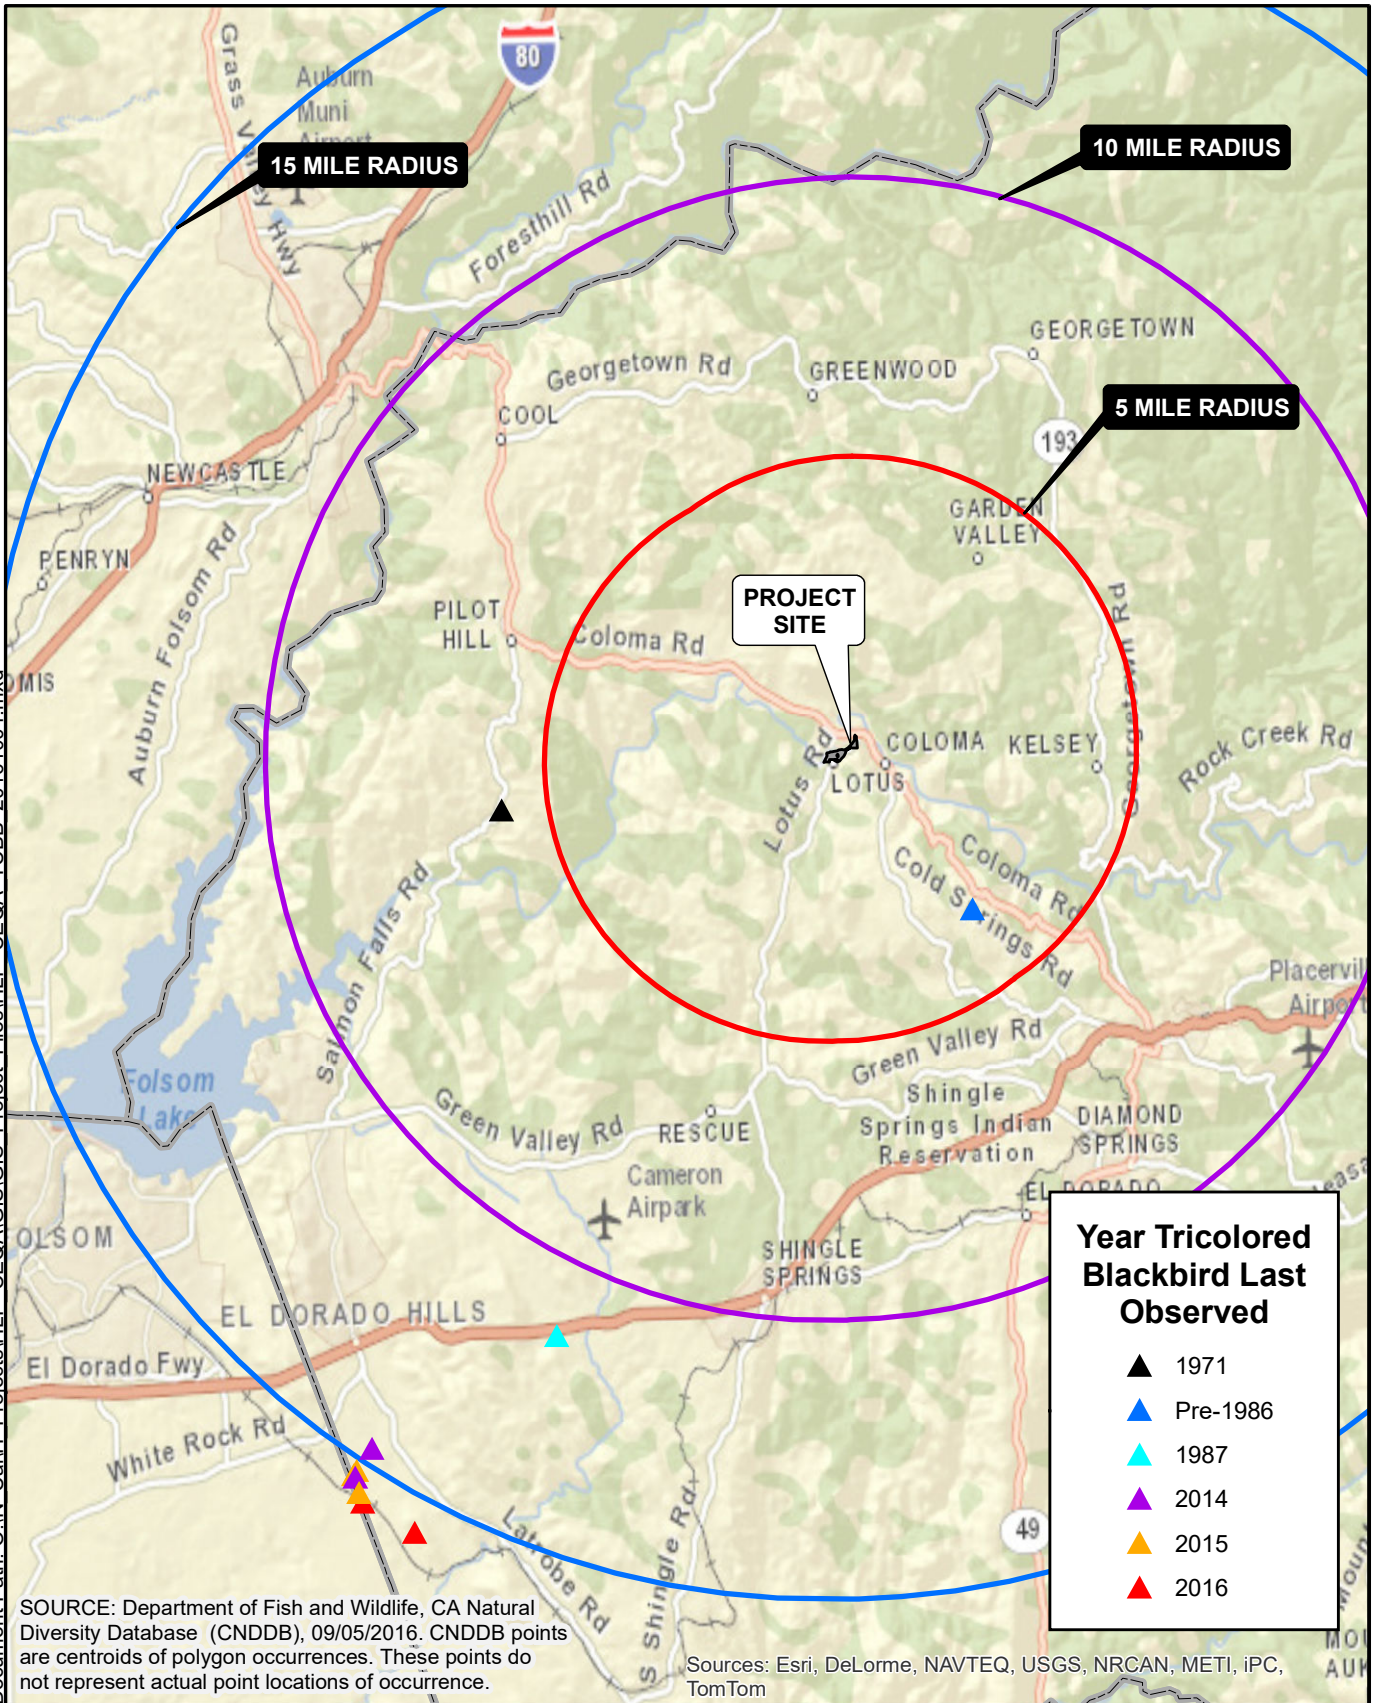 Grass Valley Hwy
80
Auburn
Muni
Airport
15 MILE RADIUS
10 MILE RADIUS
Foresthill Rd
GEORGETOWN
Georgetown Rd
GREENWOOD
COOL
5 MILE RADIUS
193
NEWCASTLE
GARDEN
VALLEY
PENRYN
Auburn Folsom Rd
PROJECT
SITE
PILOT
HILL
Coloma Rd
Georgetown Rd
OMIS
COLOMA
KELSEY
Rock Creek Rd
Lotus Rd
LOTUS
Coloma Rd
Cold Springs Rd
Salmon Falls Rd
Placervil
Airport
Green Valley Rd
Folsom
Lake
Green Valley Rd
RESCUE
Shingle
Springs Indian
Reservation
DIAMOND
SPRINGS
Cameron
Airpark
EL DORADO
OLSOM
SHINGLE
SPRINGS
EL DORADO HILLS
El Dorado Fwy
White Rock Rd
Latrobe Rd
S Shingle Rd
49
Year Tricolored
Blackbird Last
Observed
1971
Pre-1986
1987
2014
2015
2016
SOURCE: Department of Fish and Wildlife, CA Natural
Diversity Database (CNDDB), 09/05/2016. CNDDB points
are centroids of polygon occurrences. These points do
not represent actual point locations of occurrence.
Sources: Esri, DeLorme, NAVTEQ, USGS, NRCAN, METI, iPC,
TomTom